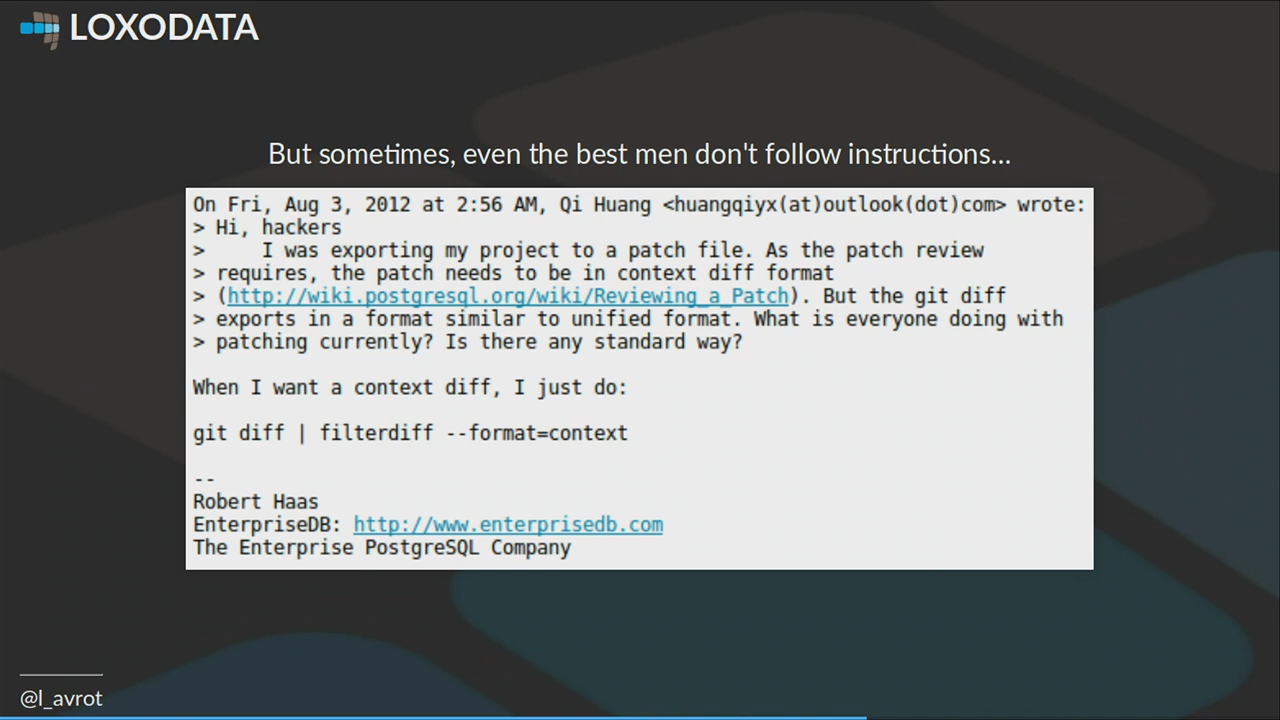 LOXODATA
But sometimes, even the best men don't follow instructions...
On Fri, Aug 3, 2012 at 2:56 AM, Qi Huang <huangqiyx(at)outlook(dot)com> wrote:
> Hi, hackers
>     I was exporting my project to a patch file. As the patch review
> requires, the patch needs to be in context diff format
> (http://wiki.postgresql.org/wiki/Reviewing_a_Patch). But the git diff
> exports in a format similar to unified format. What is everyone doing with
> patching currently? Is there any standard way?
When I want a context diff, I just do:
git diff | filterdiff --format=context
--
Robert Haas
EnterpriseDB: http://www.enterprisedb.com
The Enterprise PostgreSQL Company
@l_avrot